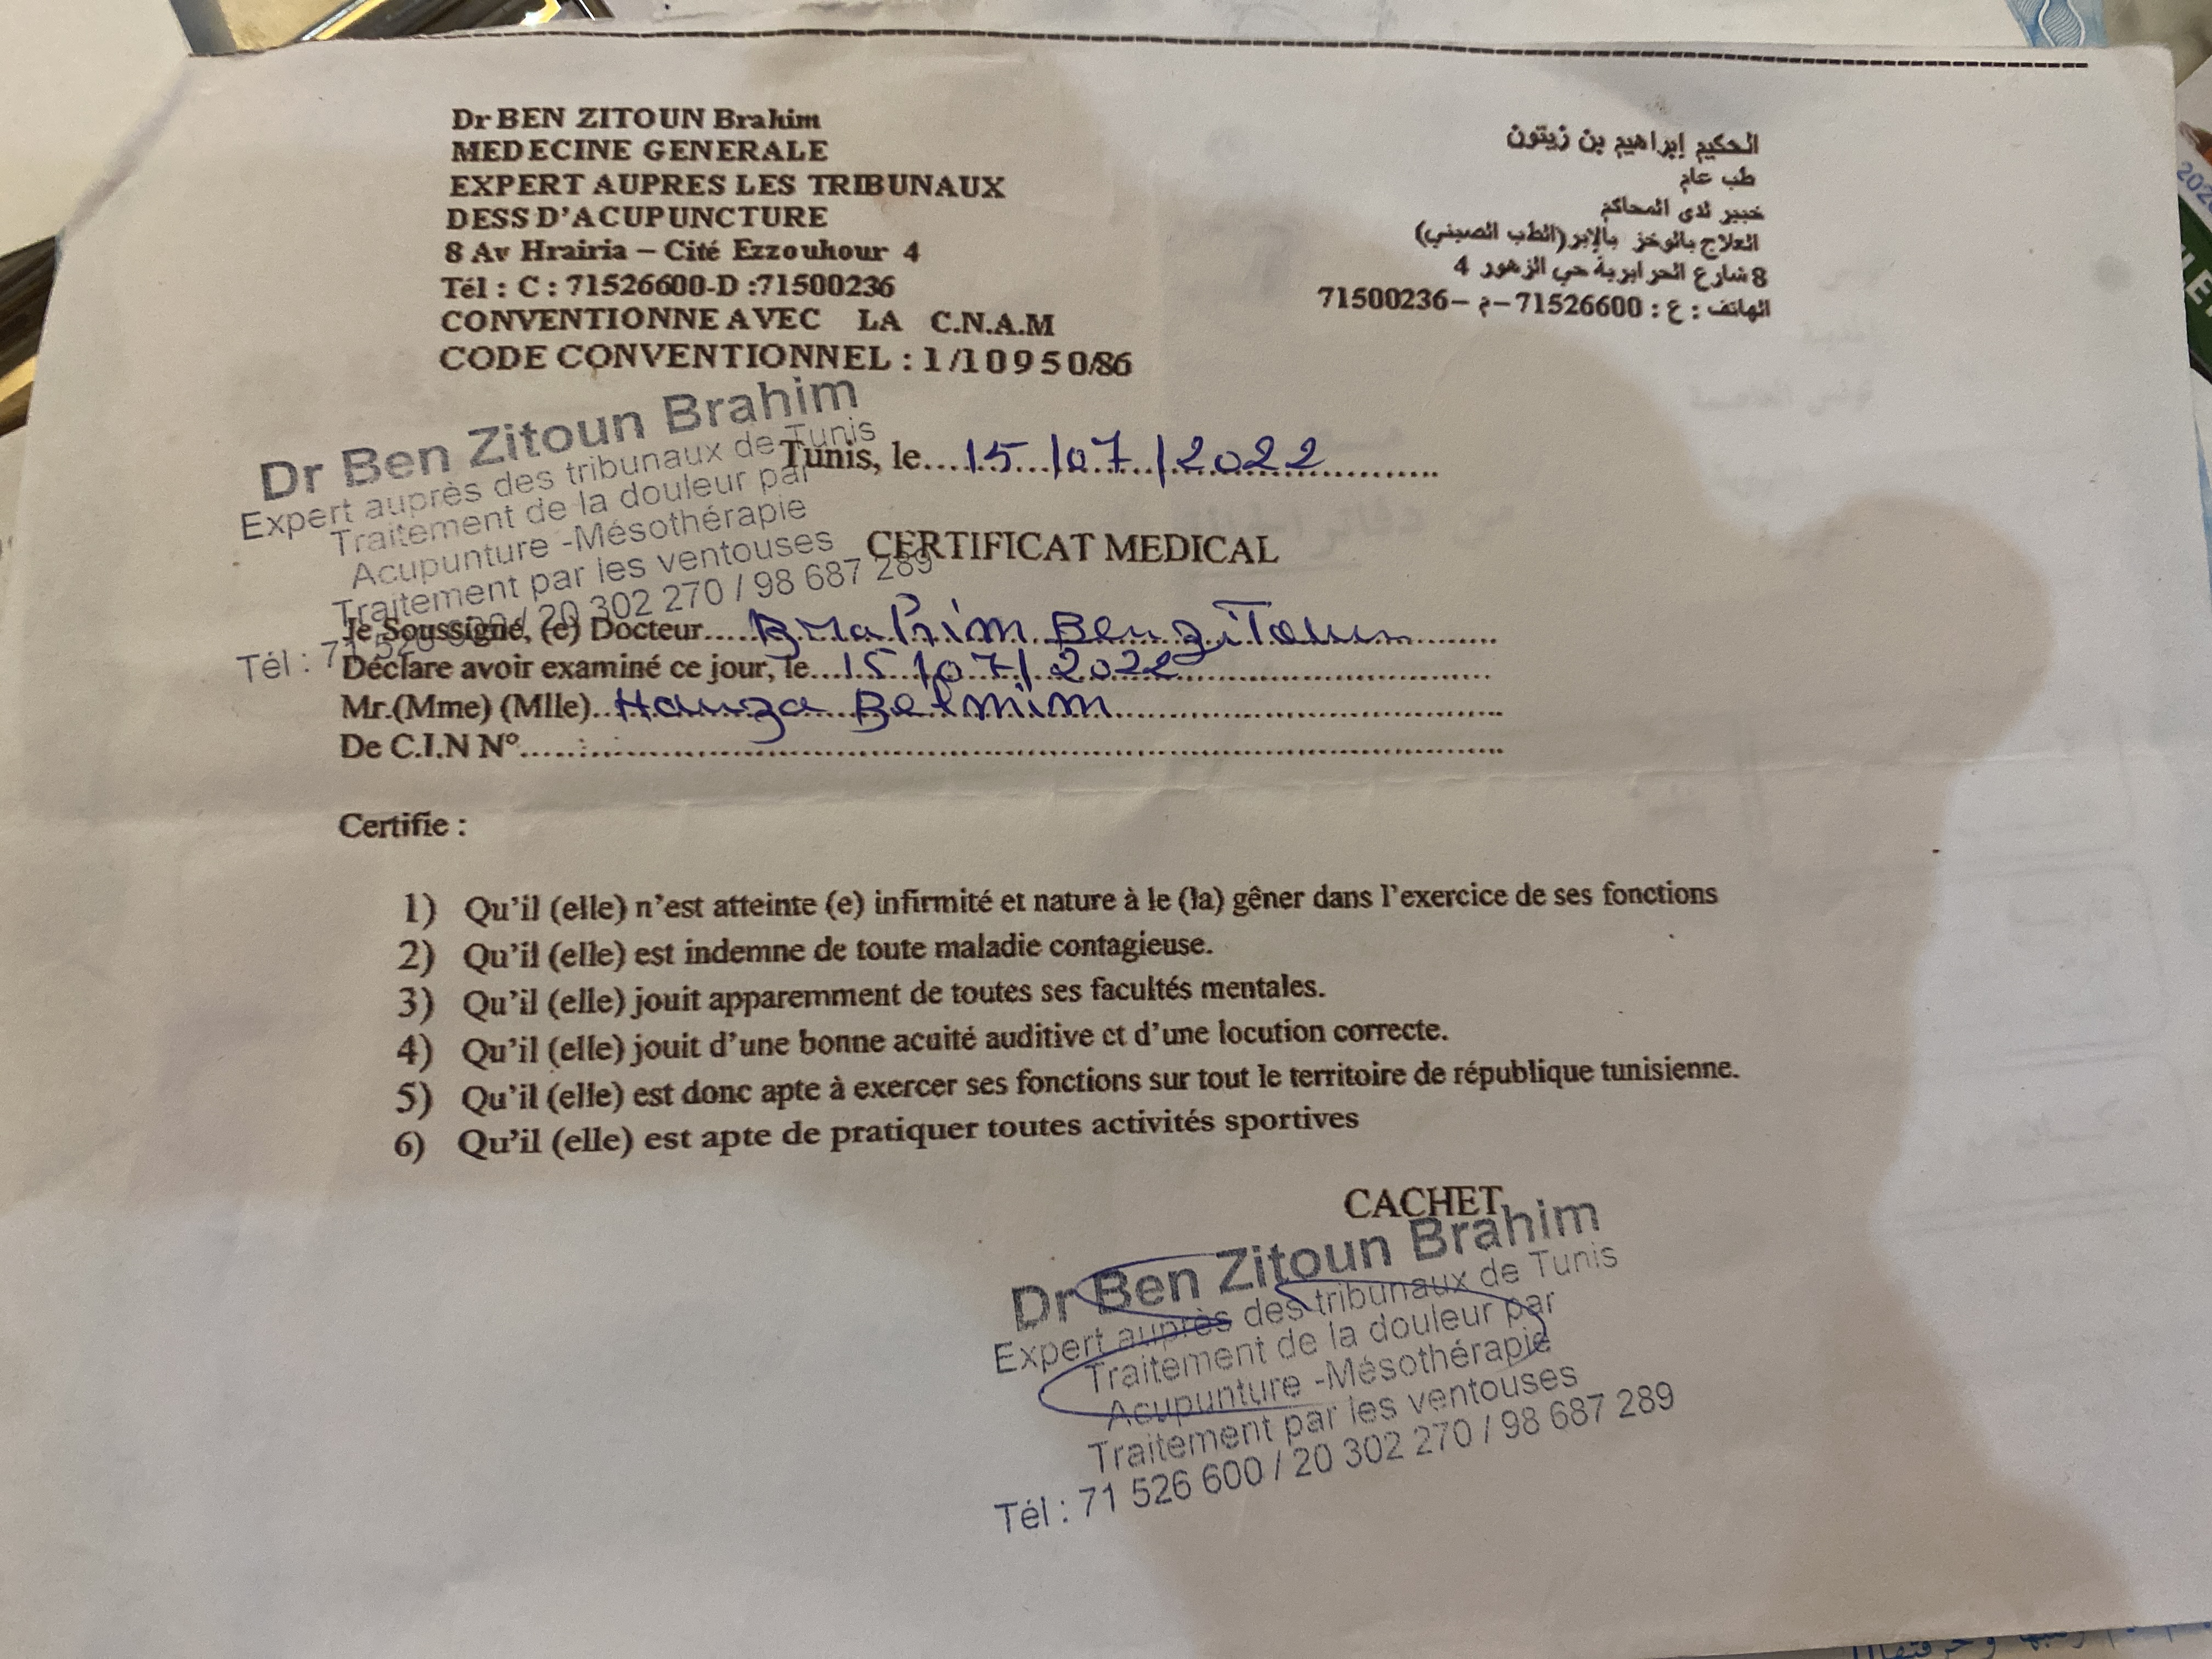 Dr BEN ZITOUN Brahim
MEDECINE GENERALE
EXPERT AUPRES LES TRIBUNAUX
DESS D'ACUPUNCTURE
8 Av Hrairia – Cité Ezzouhour 4
Tél : C : 71526600-D :71500236
CONVENTIONNE AVEC LA C.N.A.M
CODE CONVENTIONNEL : 1/10950/86
الحكيم إبراهيم بن زيتون
طب عام
خبير لدى المحاكم
العلاج بالوخز بالإبر(الطب الصيني)
8 شارع الحرايرية حي الزهور 4
الهاتف : ع : 71526600–م –71500236
Dr Ben Zitoun Brahim
Expert auprès des tribunaux de Tunis
Traitement de la douleur par
Acupunture -Mésothérapie
Traitement par les ventouses
Tél : 71 526 600 / 20 302 270 / 98 687 289
Tunis, le....15/07/2022
CERTIFICAT MEDICAL
Je Soussigné, (e) Docteur.....Brahim Benzitoun
Déclare avoir examiné ce jour, le...15/07/2022
Mr.(Mme) (Mlle)..Hamza
De C.I.N N°
Certifie :
1) Qu'il (elle) n'est atteinte (e) infirmité et nature à le (la) gêner dans l'exercice de ses fonctions
2) Qu'il (elle) est indemne de toute maladie contagieuse.
3) Qu'il (elle) jouit apparemment de toutes ses facultés mentales.
4) Qu'il (elle) jouit d'une bonne acuité auditive et d'une locution correcte.
5) Qu'il (elle) est donc apte à exercer ses fonctions sur tout le territoire de république tunisienne.
6) Qu'il (elle) est apte de pratiquer toutes activités sportives
CACHET
Dr Ben Zitoun Brahim
Expert auprès des tribunaux de Tunis
Traitement de la douleur par
Acupunture -Mésothérapie
Traitement par les ventouses
Tél : 71 526 600 / 20 302 270 / 98 687 289